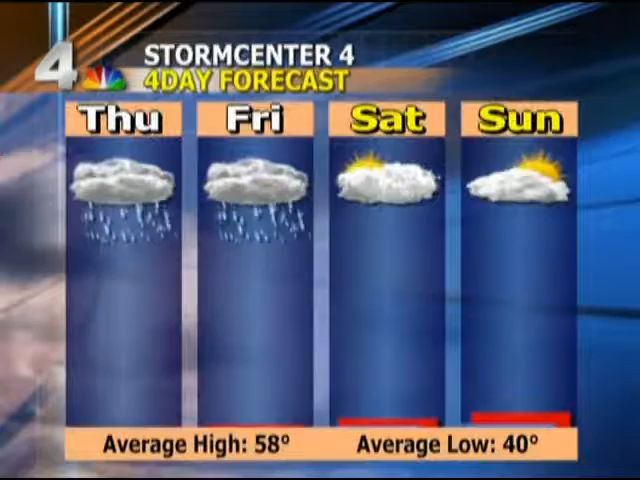 4
STORMCENTER 4
4DAY FORECAST
Thu Fri Sat Sun
Average High: 58° Average Low: 40°